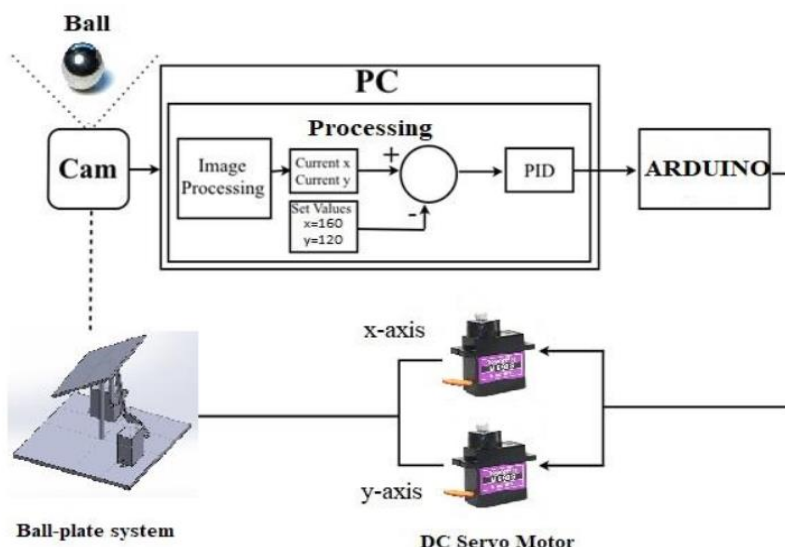 Ball
PC
Processing
Cam
Image
Processing
Current x
Current y
+
Set Values
x=160
y=120
-
PID
ARDUINO
x-axis
y-axis
Ball-plate system
DC Servo Motor